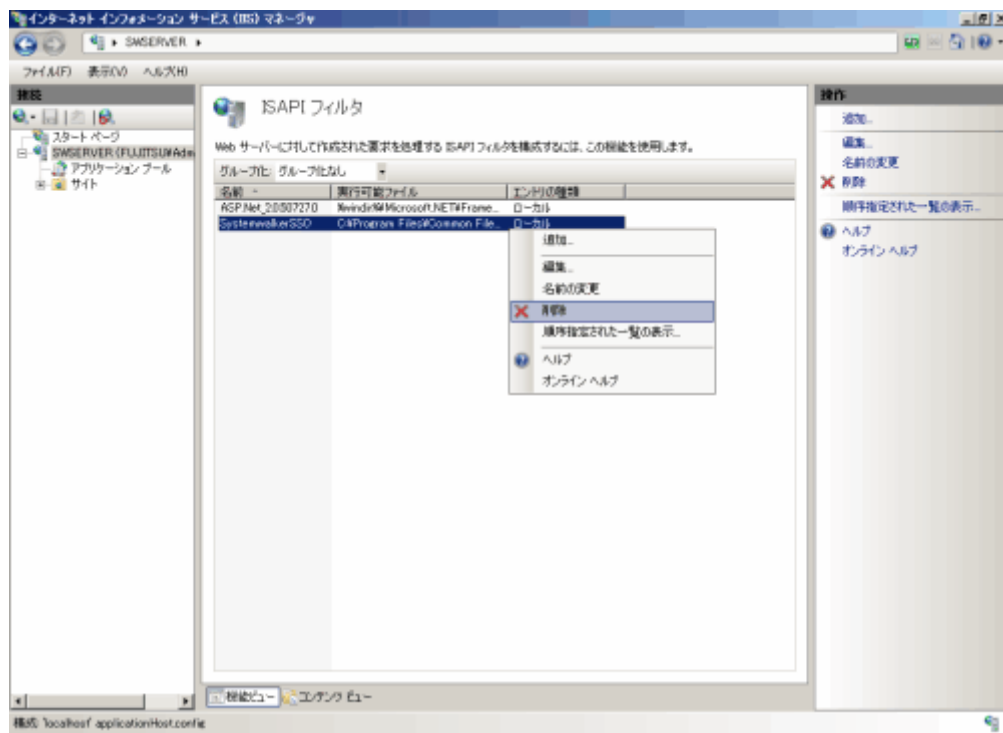 インターネット インフォメーション サービス (IIS) マネージャ
SWSERVER
ファイル(F) 表示(V) ヘルプ(H)
接続
スタート ページ
SWSERVER (FUJITSU¥Adm
アプリケーション プール
サイト
ISAPI フィルタ
Web サーバーに対して作成された要求を処理する ISAPI フィルタを構成するには、この機能を使用します。
グループ化: グループ化なし
名前 実行可能ファイル エントリの種類
ASP.Net_2.0.50727.0 %windir%¥Microsoft.NET¥Frame... ローカル
SystemwalkerSSO C:¥Program Files¥Common File... ローカル
追加...
編集...
名前の変更
削除
順序指定された一覧の表示...
ヘルプ
オンライン ヘルプ
操作
追加...
編集...
名前の変更
削除
順序指定された一覧の表示...
ヘルプ
オンライン ヘルプ
機能ビュー コンテンツ ビュー
構成: 'localhost' applicationHost.config